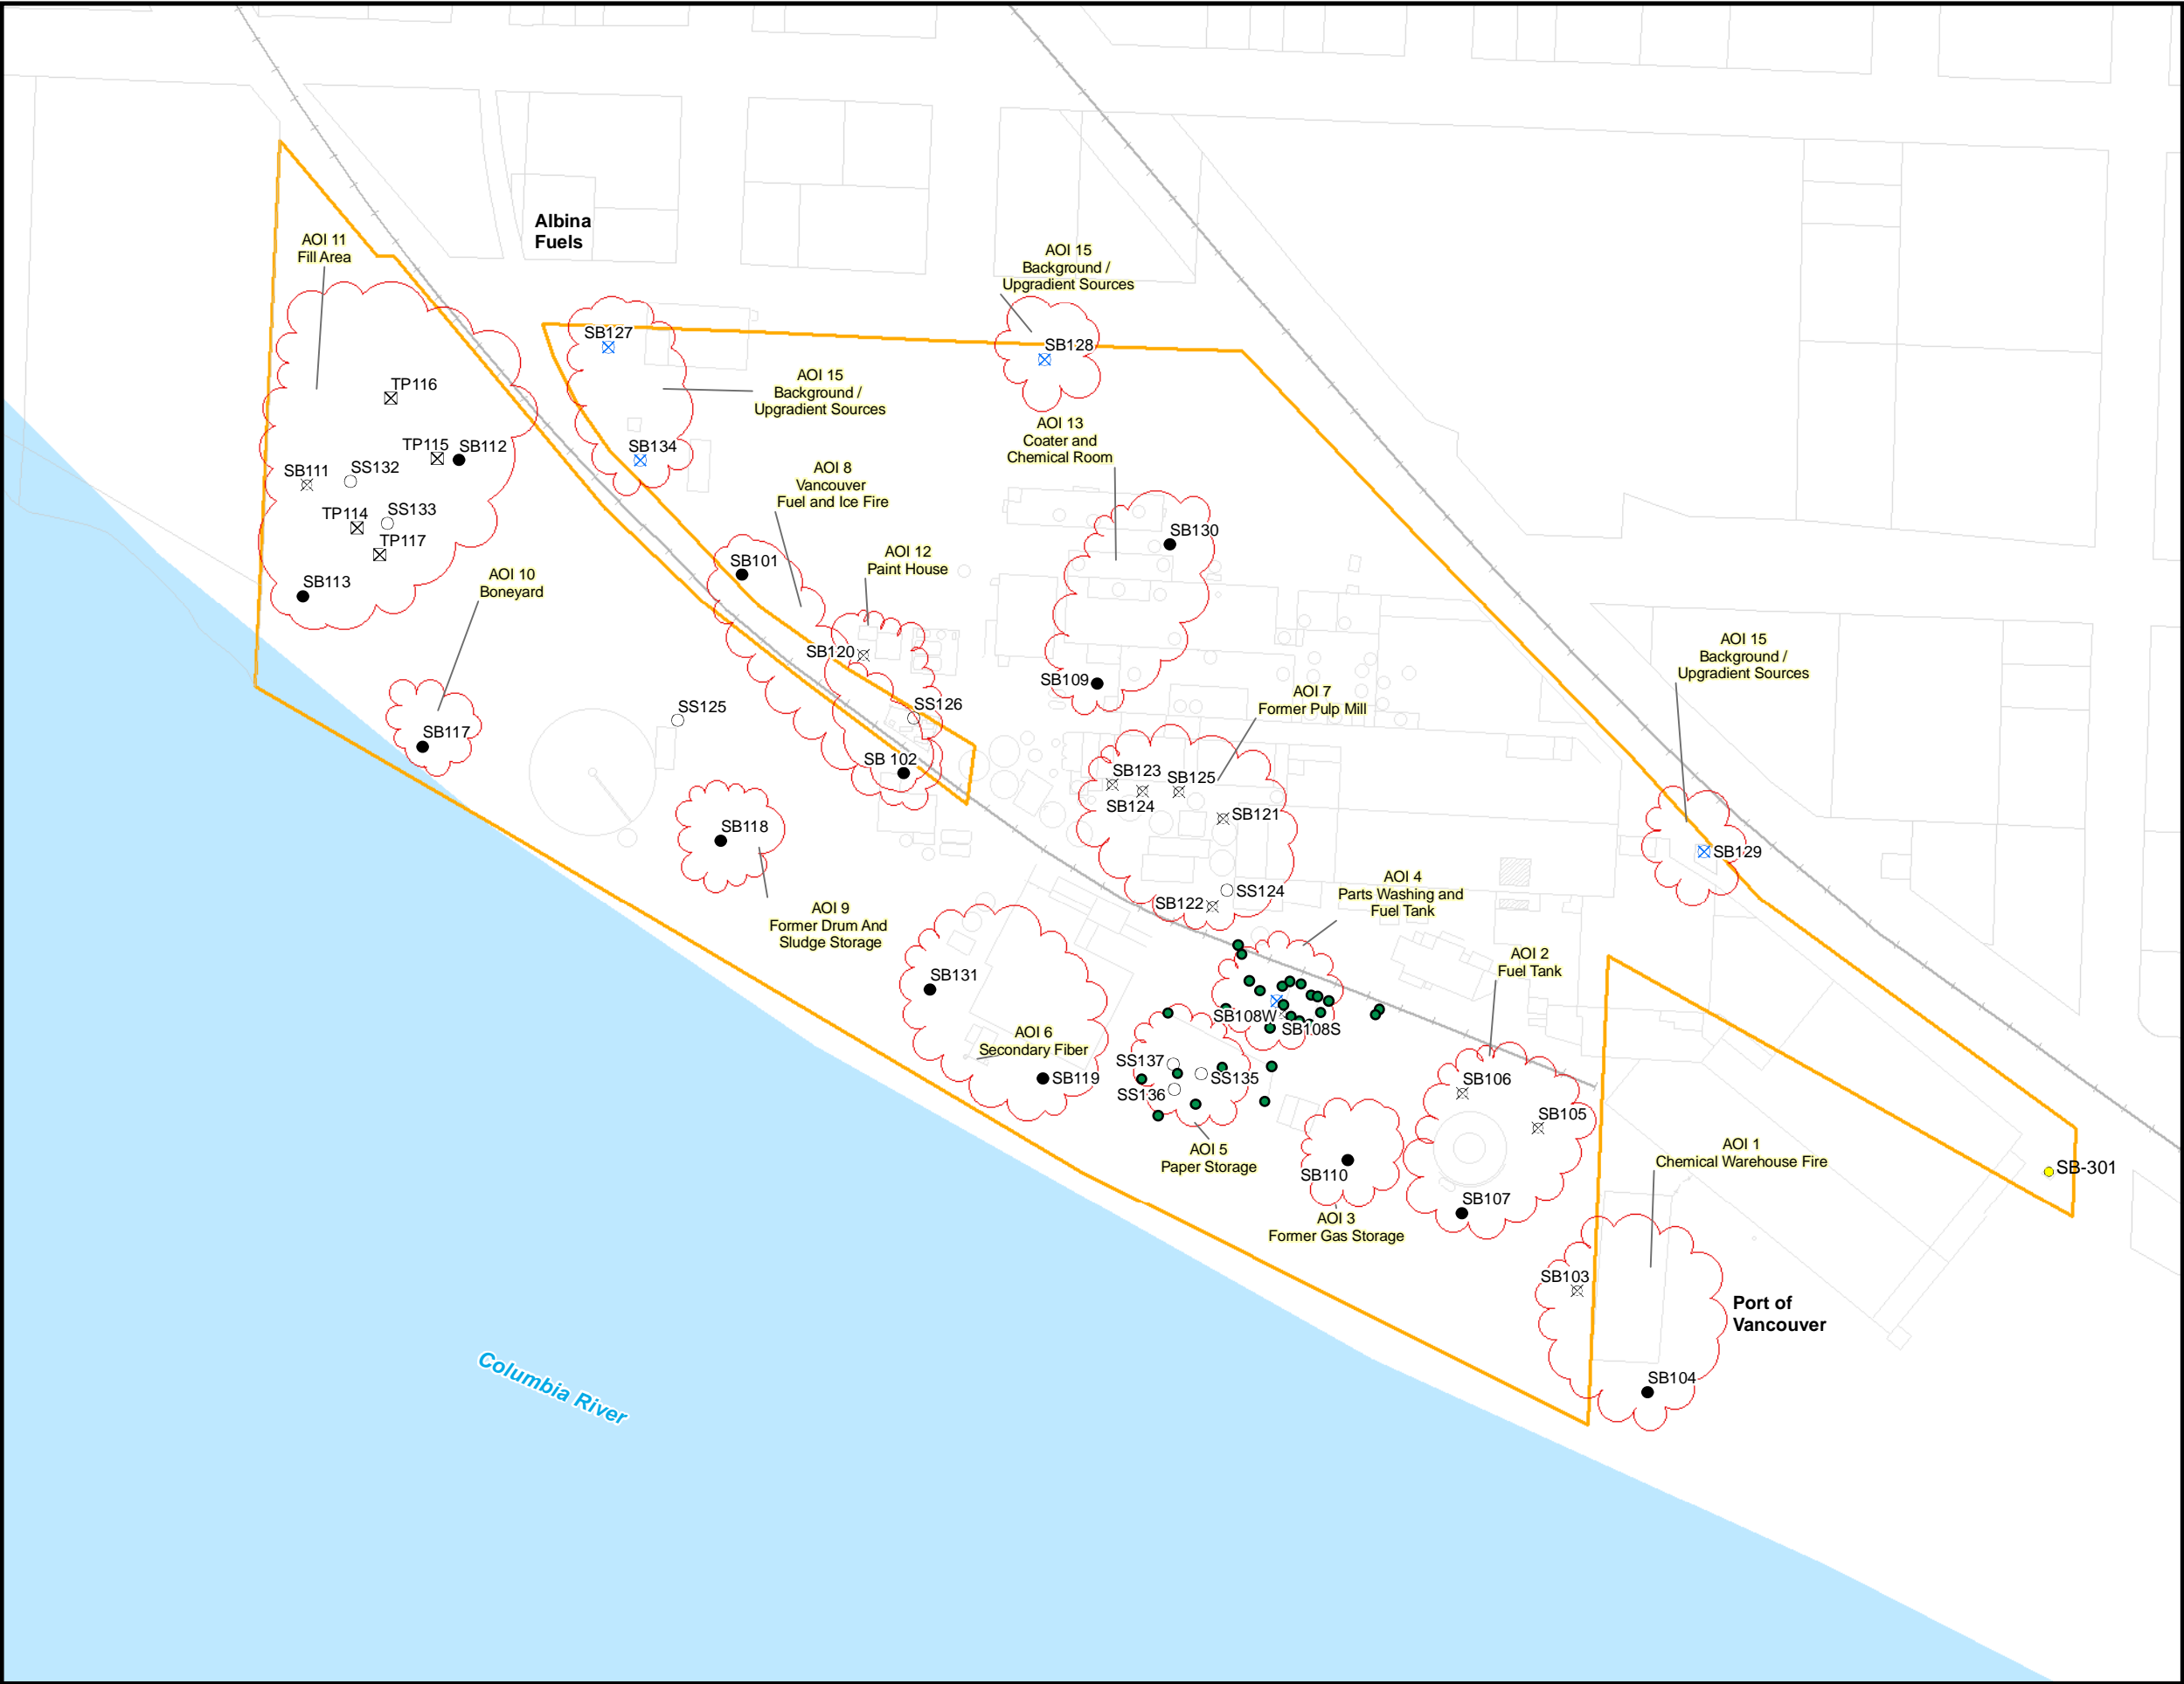 Albina
Fuels
AOI 11
Fill Area
AOI 15
Background /
Upgradient Sources
SB127
SB128
AOI 15
Background /
Upgradient Sources
TP116
AOI 13
Coater and
Chemical Room
TP115
SB112
SB134
SB111
SS132
AOI 8
Vancouver
Fuel and Ice Fire
TP114
SS133
TP117
SB130
AOI 12
Paint House
SB101
AOI 10
Boneyard
SB113
SB120
AOI 15
Background /
Upgradient Sources
SB109
AOI 7
Former Pulp Mill
SS125
SS126
SB117
SB 102
SB123
SB125
SB124
SB121
SB118
SB129
AOI 4
Parts Washing and
Fuel Tank
SS124
SB122
AOI 9
Former Drum And
Sludge Storage
AOI 2
Fuel Tank
SB131
SB108W
SB108S
AOI 6
Secondary Fiber
SB119
SS137
SS135
SS136
SB106
SB105
AOI 5
Paper Storage
AOI 1
Chemical Warehouse Fire
SB-301
SB110
SB107
AOI 3
Former Gas Storage
SB103
Port of
Vancouver
SB104
Columbia River